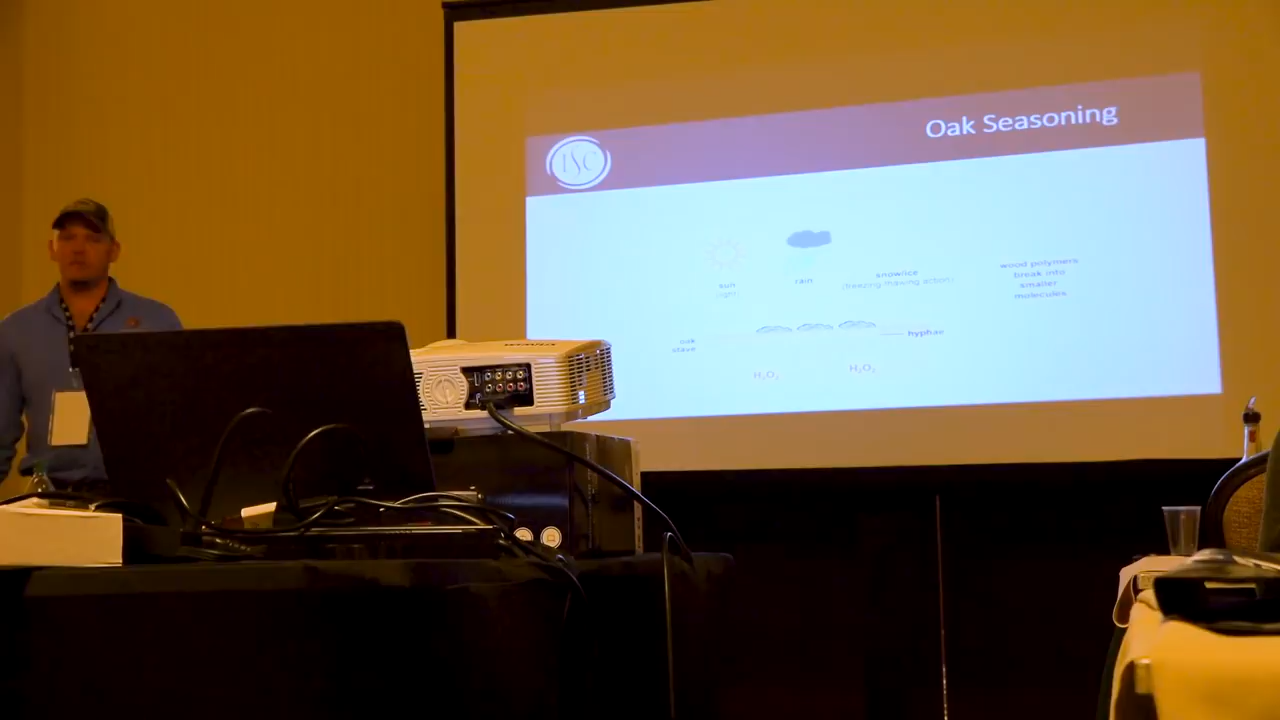 Oak Seasoning
ISC
sun
(light)
rain
snow/ice
(freezing-thawing action)
wood polymers
break into
smaller
molecules
oak
stave
hyphae
H₂O₂
H₂O₂